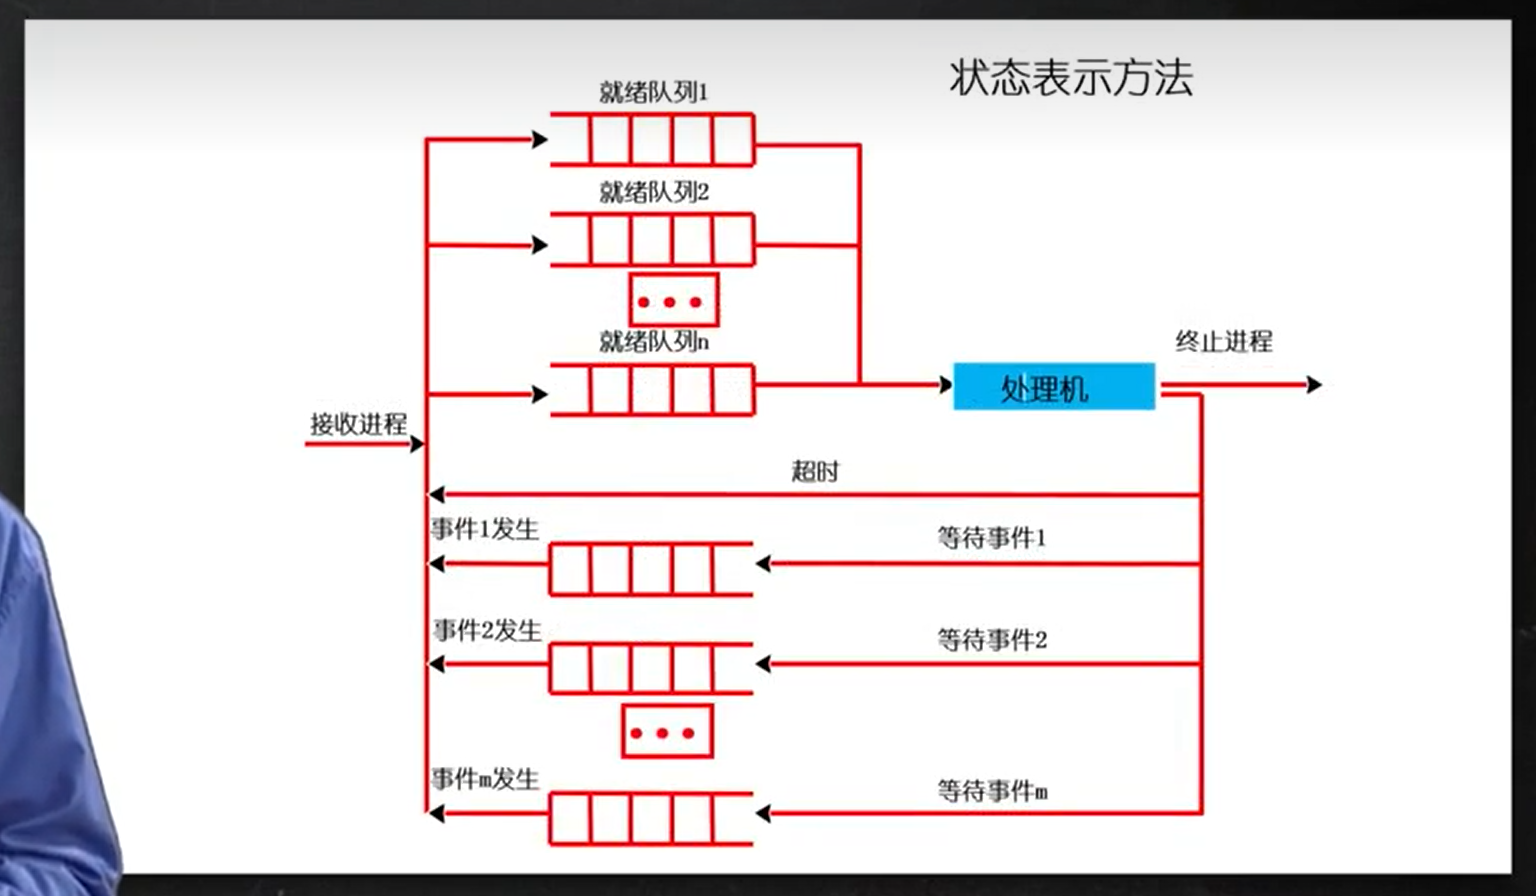 状态表示方法
就绪队列1
就绪队列2
就绪队列n
处理机
终止进程
接收进程
超时
事件1发生
等待事件1
事件2发生
等待事件2
事件m发生
等待事件m